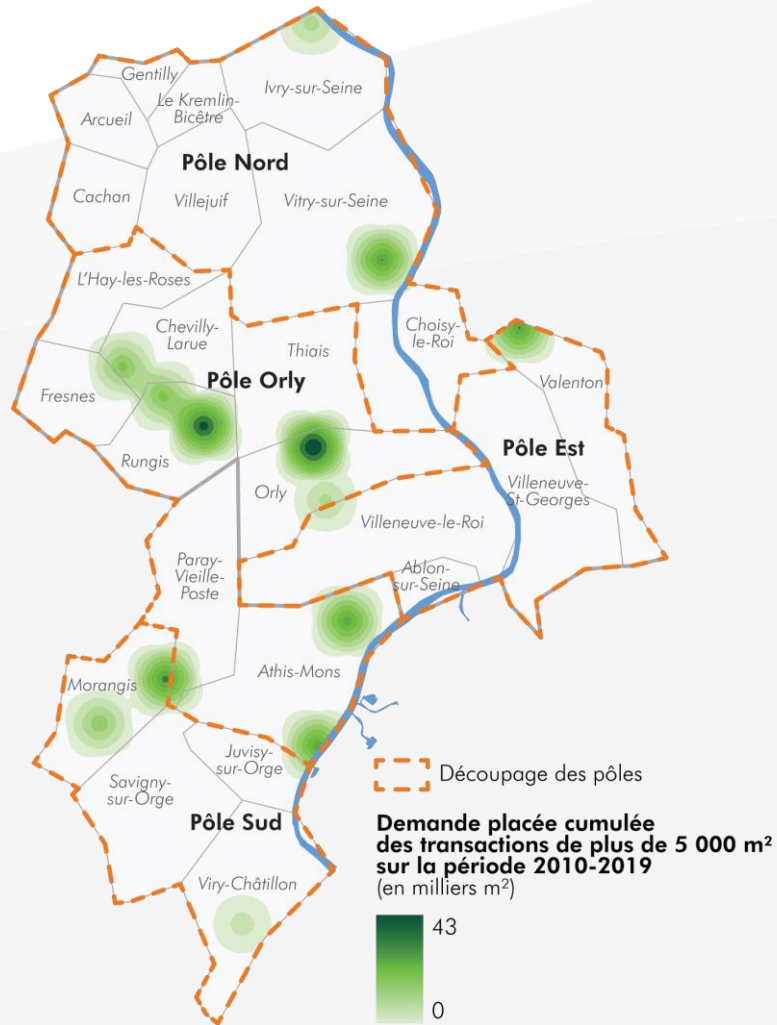 Gentilly
Ivry-sur-Seine
Le Kremlin-
Bicêtre
Arcueil
Pôle Nord
Cachan
Villejuif
Vitry-sur-Seine
L'Hay-les-Roses
Chevilly-
Larue
Thiais
Choisy-
le-Roi
Pôle Orly
Fresnes
Valenton
Rungis
Pôle Est
Orly
Villeneuve-
St-Georges
Villeneuve-le-Roi
Paray-
Vieille-
Poste
Ablon-
sur-Seine
Athis-Mons
Morangis
Juvisy-
sur-Orge
Savigny-
sur-Orge
Pôle Sud
Viry-Châtillon
Découpage des pôles
Demande placée cumulée
des transactions de plus de 5 000 m²
sur la période 2010-2019
(en milliers m²)
43
0